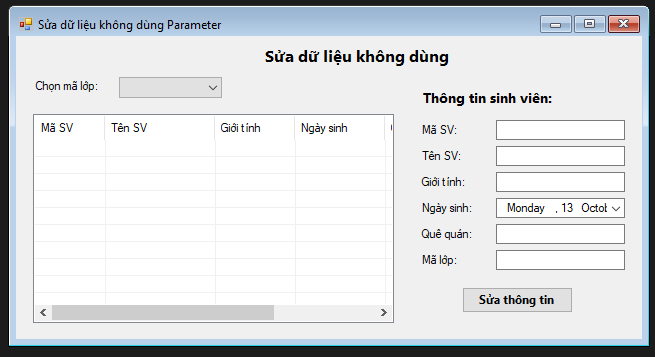 Sửa dữ liệu không dùng Parameter
Sửa dữ liệu không dùng
Chọn mã lớp:
Mã SV Tên SV Giới tính Ngày sinh
Thông tin sinh viên:
Mã SV:
Tên SV:
Giới tính:
Ngày sinh: Monday , 13 Octob
Quê quán:
Mã lớp:
Sửa thông tin